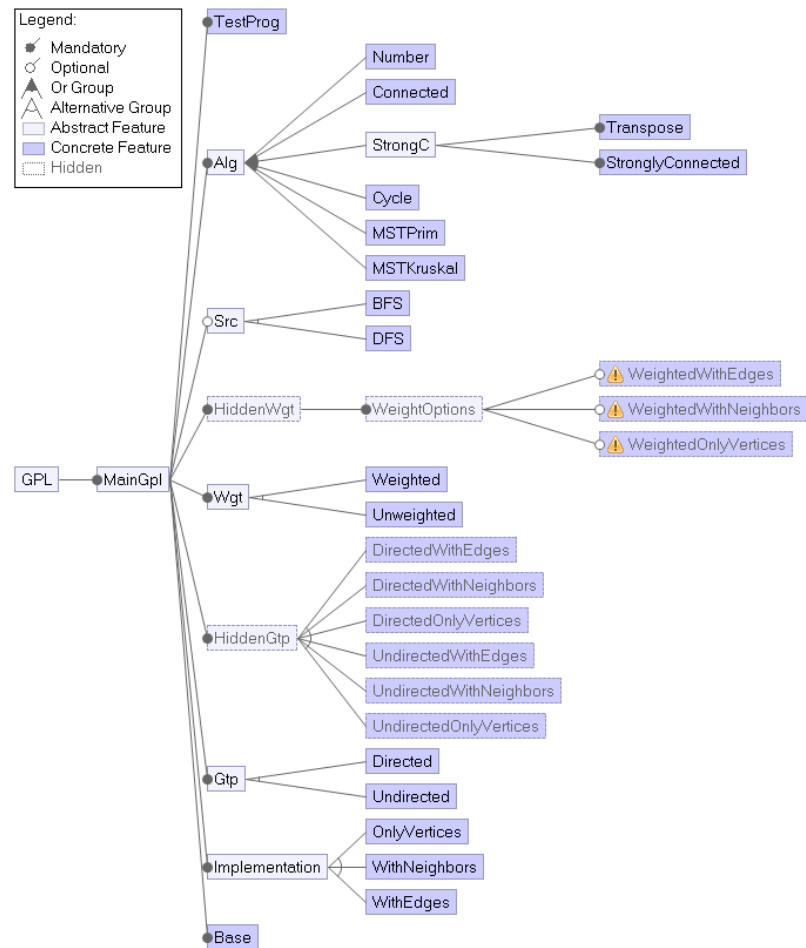 Legend:
Mandatory
Optional
Or Group
Alternative Group
Abstract Feature
Concrete Feature
Hidden
TestProg
Number
Connected
Alg
StrongC
Transpose
StronglyConnected
Cycle
MSTPrim
MSTKruskal
Src
BFS
DFS
HiddenWgt
WeightOptions
WeightedWithEdges
WeightedWithNeighbors
WeightedOnlyVertices
GPL
MainGpl
Wgt
Weighted
Unweighted
HiddenGtp
DirectedWithEdges
DirectedWithNeighbors
DirectedOnlyVertices
UndirectedWithEdges
UndirectedWithNeighbors
UndirectedOnlyVertices
Gtp
Directed
Undirected
Implementation
OnlyVertices
WithNeighbors
WithEdges
Base